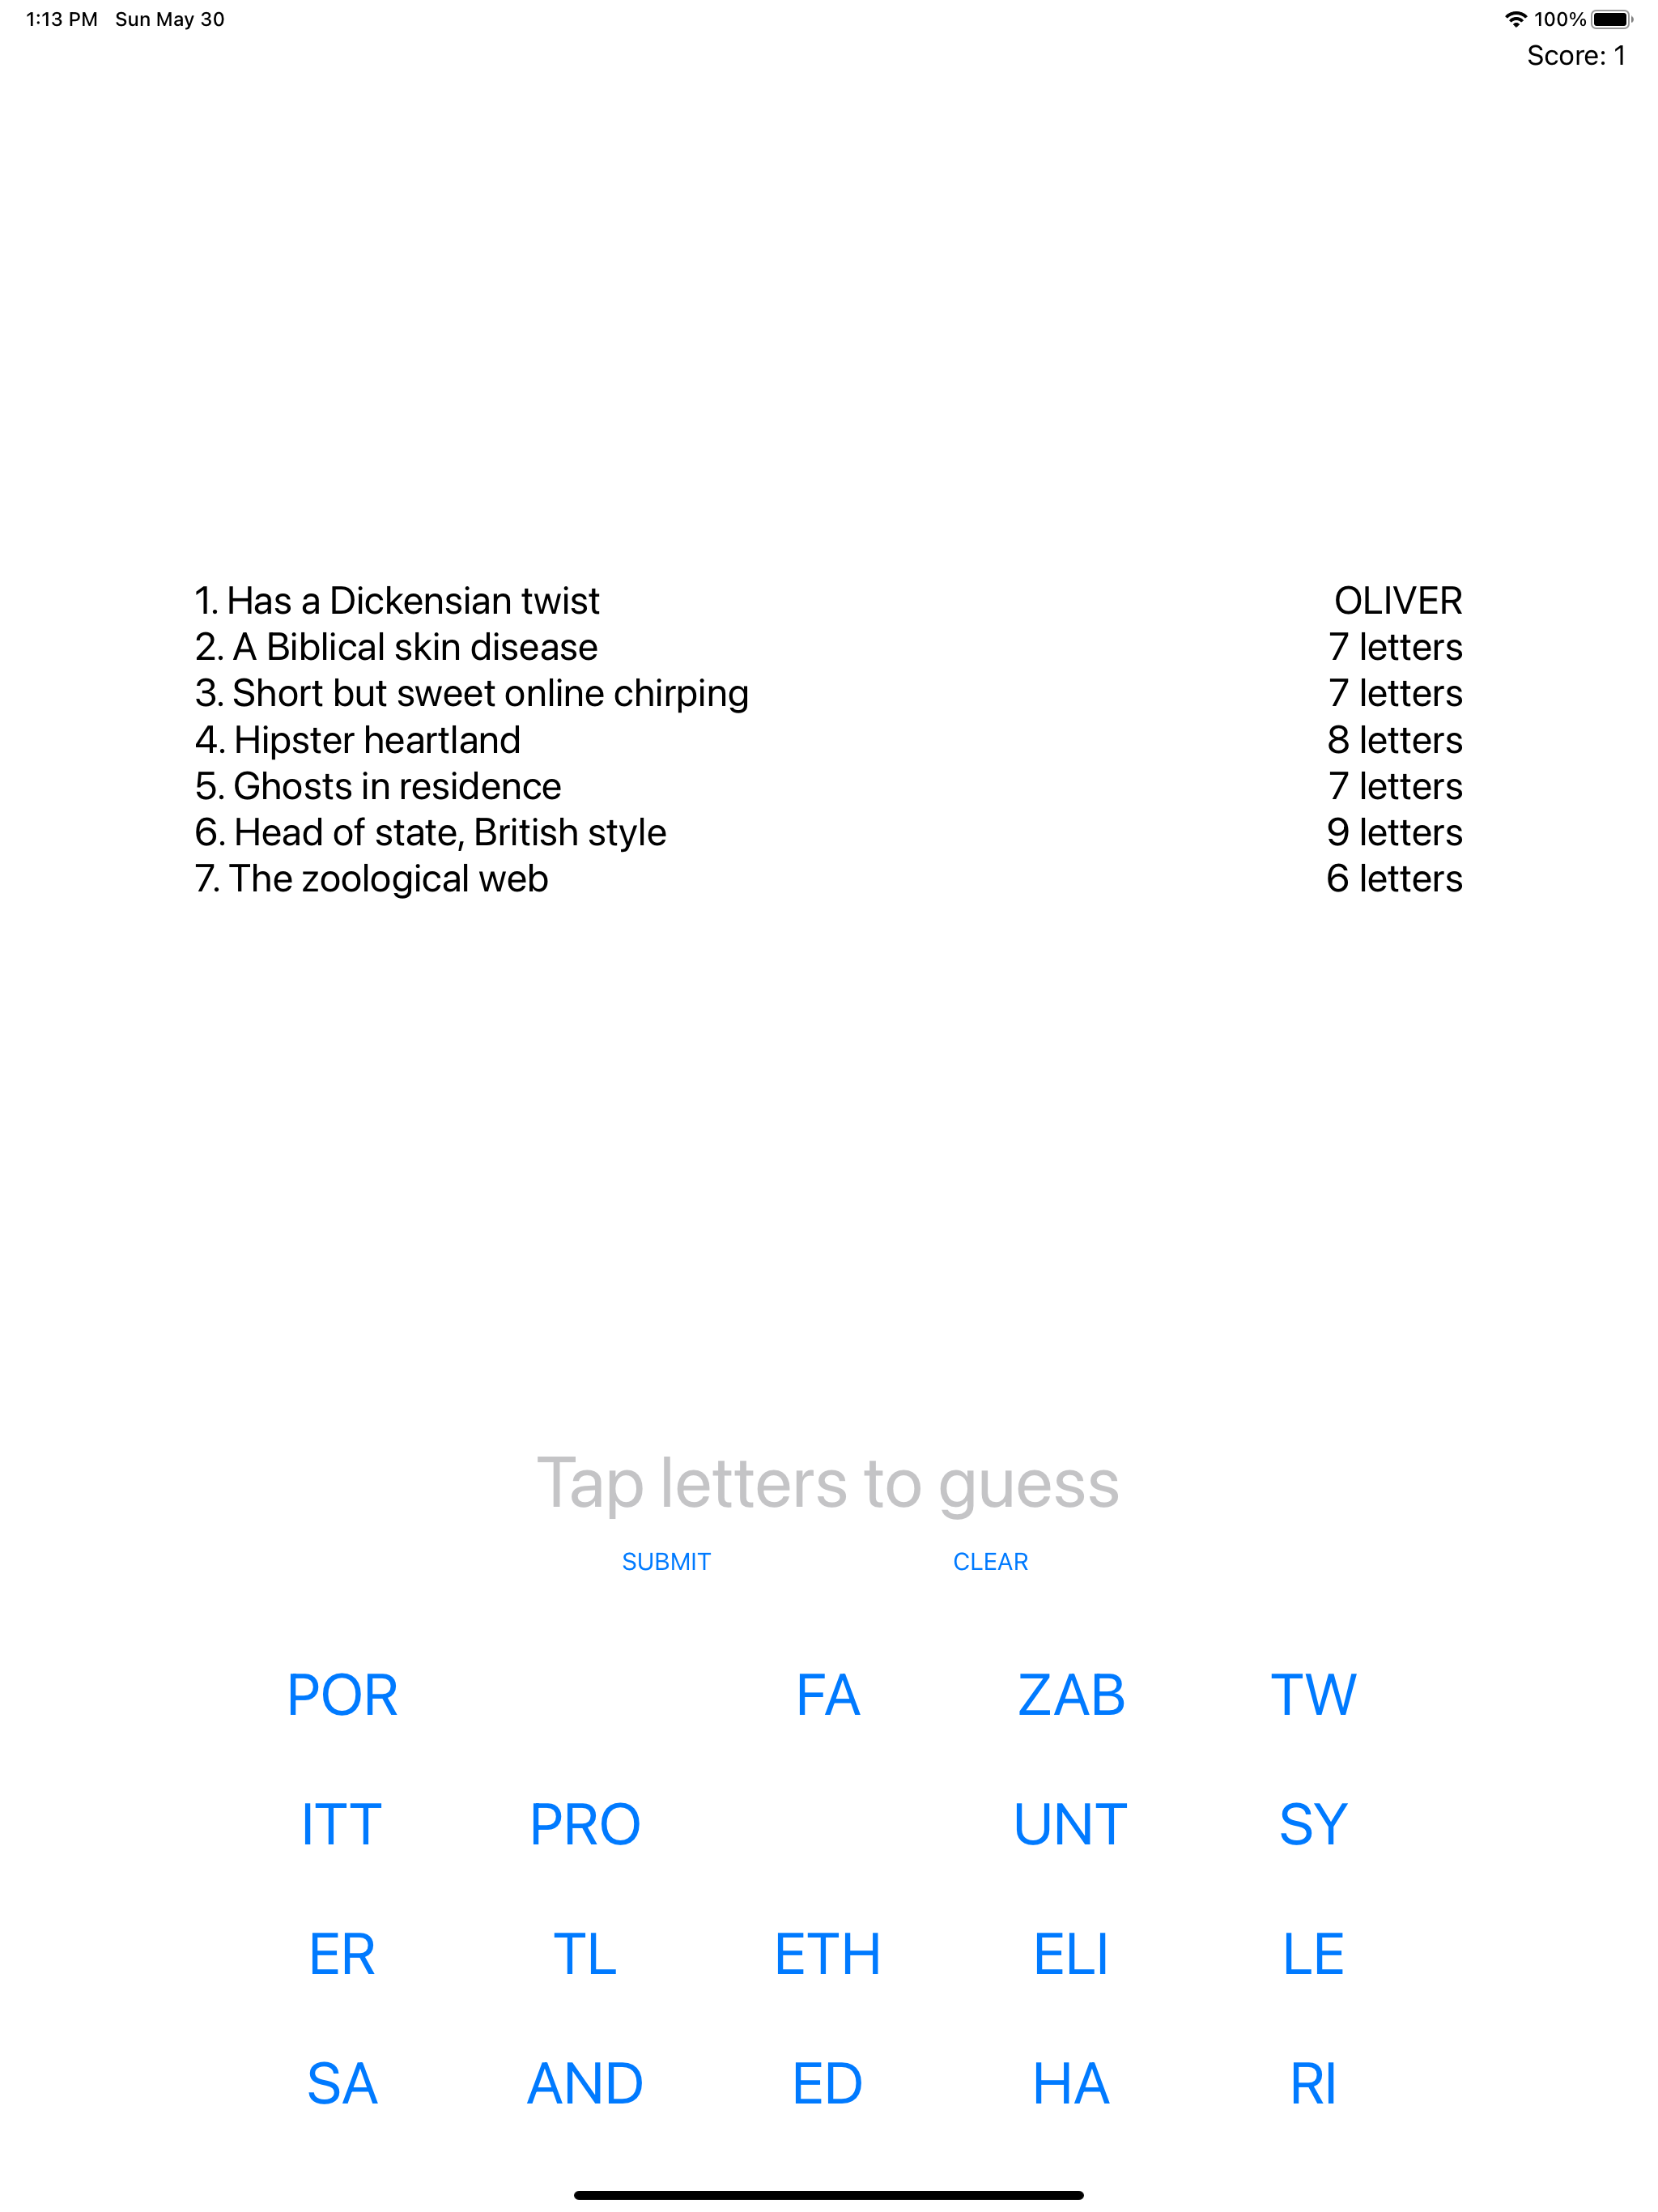 1:13 PM Sun May 30 100%
Score: 1
1. Has a Dickensian twist OLIVER
2. A Biblical skin disease 7 letters
3. Short but sweet online chirping 7 letters
4. Hipster heartland 8 letters
5. Ghosts in residence 7 letters
6. Head of state, British style 9 letters
7. The zoological web 6 letters
Tap letters to guess
SUBMIT CLEAR
POR FA ZAB TW
ITT PRO UNT SY
ER TL ETH ELI LE
SA AND ED HA RI